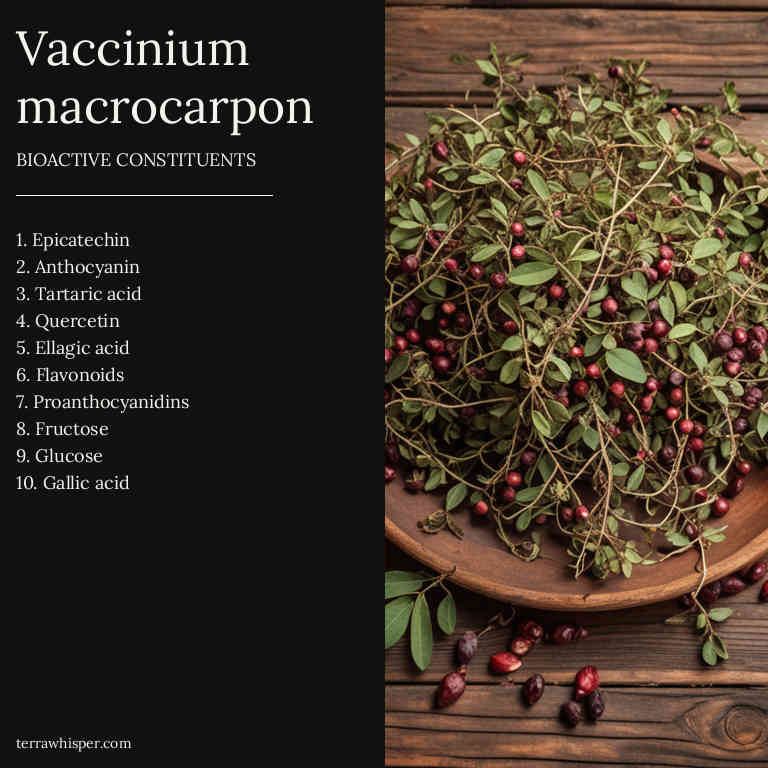 Vaccinium
macrocarpon
BIOACTIVE CONSTITUENTS
1. Epicatechin
2. Anthocyanin
3. Tartaric acid
4. Quercetin
5. Ellagic acid
6. Flavonoids
7. Proanthocyanidins
8. Fructose
9. Glucose
10. Gallic acid
terrawhisper.com